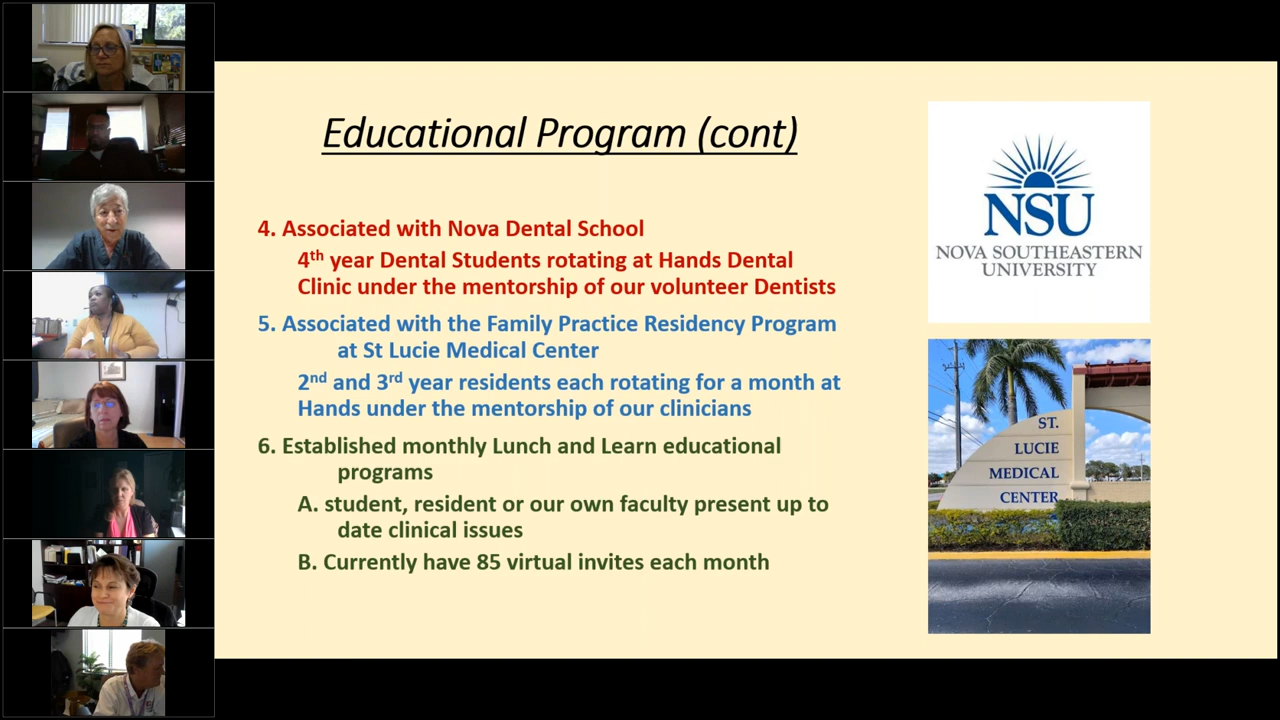 Educational Program (cont)
4. Associated with Nova Dental School
4th year Dental Students rotating at Hands Dental
Clinic under the mentorship of our volunteer Dentists
5. Associated with the Family Practice Residency Program
at St Lucie Medical Center
2nd and 3rd year residents each rotating for a month at
Hands under the mentorship of our clinicians
6. Established monthly Lunch and Learn educational
programs
A. student, resident or our own faculty present up to
date clinical issues
B. Currently have 85 virtual invites each month
NSU
NOVA SOUTHEASTERN
UNIVERSITY
ST.
LUCIE
MEDICAL
CENTER